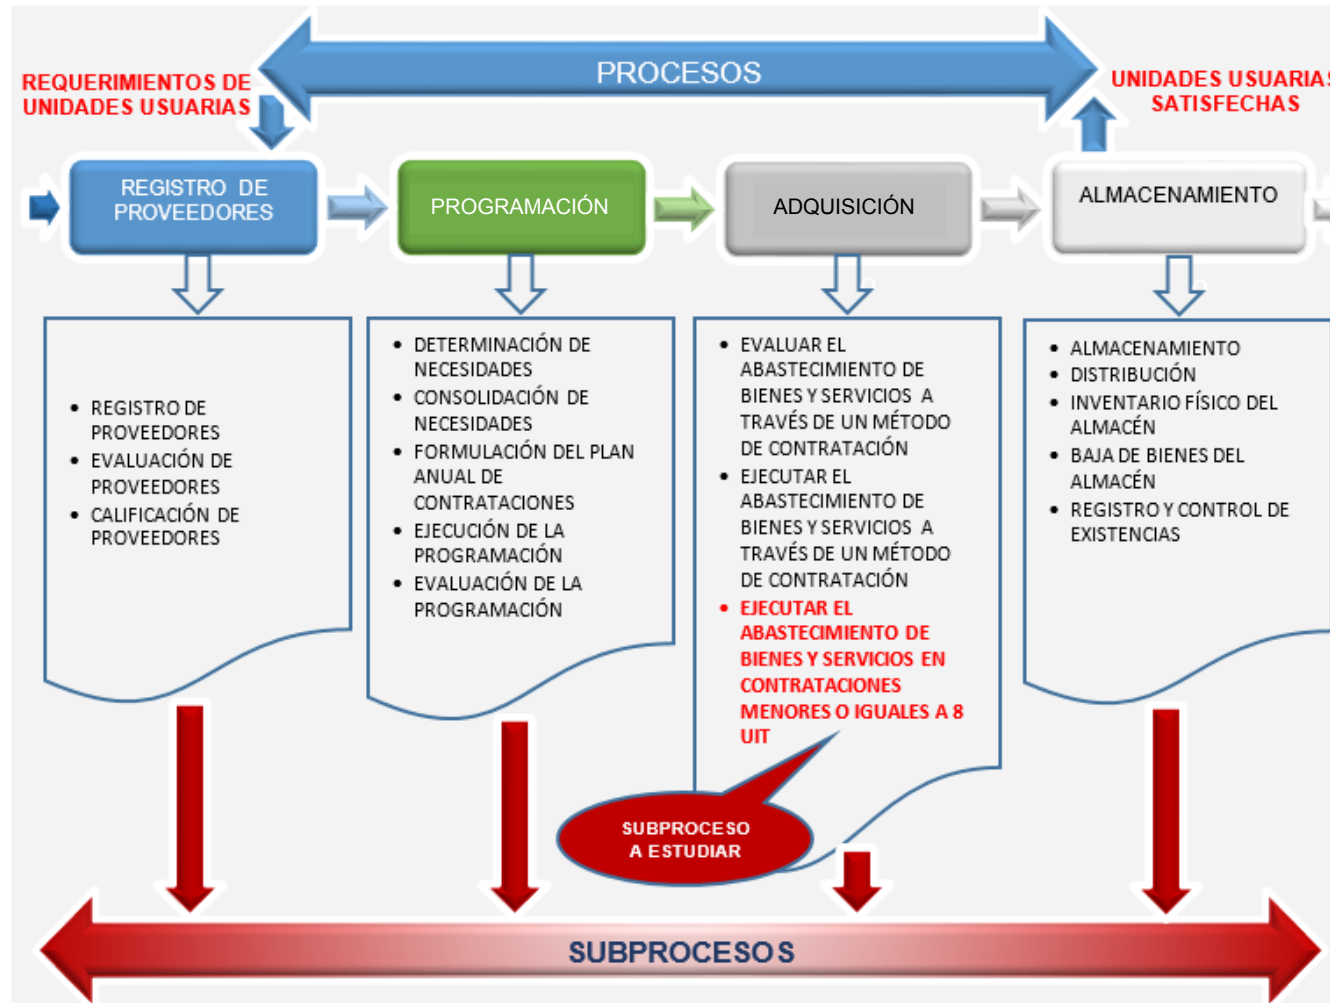 PROCESOS
REQUERIMIENTOS DE
UNIDADES USUARIAS
UNIDADES USUARIAS
SATISFECHAS
REGISTRO DE
PROVEEDORES
PROGRAMACIÓN
ADQUISICIÓN
ALMACENAMIENTO
• REGISTRO DE
PROVEEDORES
• EVALUACIÓN DE
PROVEEDORES
• CALIFICACIÓN DE
PROVEEDORES
• DETERMINACIÓN DE
NECESIDADES
• CONSOLIDACIÓN DE
NECESIDADES
• FORMULACIÓN DEL PLAN
ANUAL DE
CONTRATACIONES
• EJECUCIÓN DE LA
PROGRAMACIÓN
• EVALUACIÓN DE LA
PROGRAMACIÓN
• EVALUAR EL
ABASTECIMIENTO DE
BIENES Y SERVICIOS A
TRAVÉS DE UN MÉTODO
DE CONTRATACIÓN
• EJECUTAR EL
ABASTECIMIENTO DE
BIENES Y SERVICIOS A
TRAVÉS DE UN MÉTODO
DE CONTRATACIÓN
• EJECUTAR EL
ABASTECIMIENTO DE
BIENES Y SERVICIOS EN
CONTRATACIONES
MENORES O IGUALES A 8
UIT
• ALMACENAMIENTO
• DISTRIBUCIÓN
• INVENTARIO FÍSICO DEL
ALMACÉN
• BAJA DE BIENES DEL
ALMACÉN
• REGISTRO Y CONTROL DE
EXISTENCIAS
SUBPROCESO
A ESTUDIAR
SUBPROCESOS